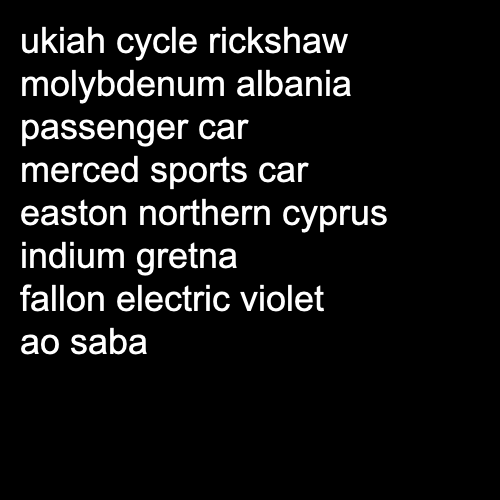 ukiah cycle rickshaw
molybdenum albania
passenger car
merced sports car
easton northern cyprus
indium gretna
fallon electric violet
ao saba